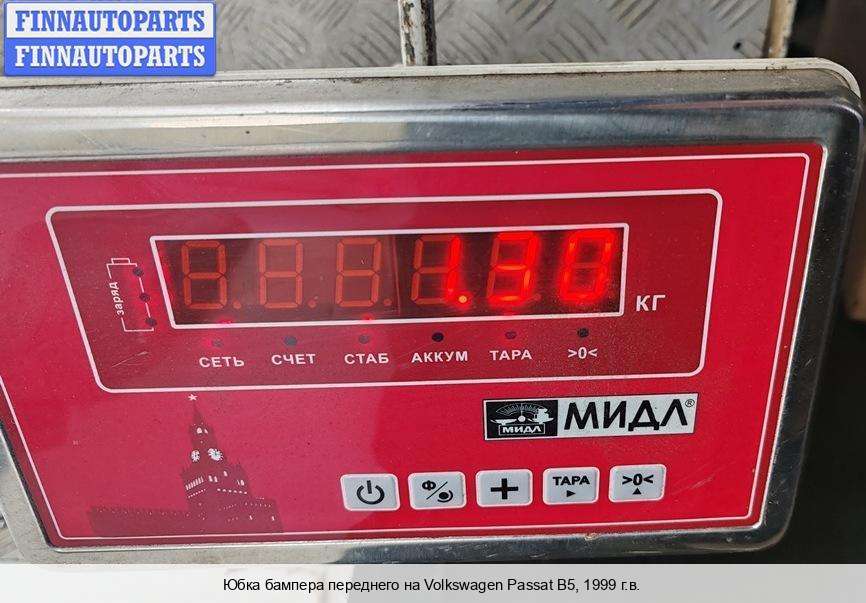 FINNAUTOPARTS
FINNAUTOPARTS
1.30
КГ
заряд
СЕТЬ СЧЕТ СТАБ АККУМ ТАРА >0<
МИДЛ МИДЛ®
Ф/ + ТАРА >0<
Юбка бампера переднего на Volkswagen Passat B5, 1999 г.в.